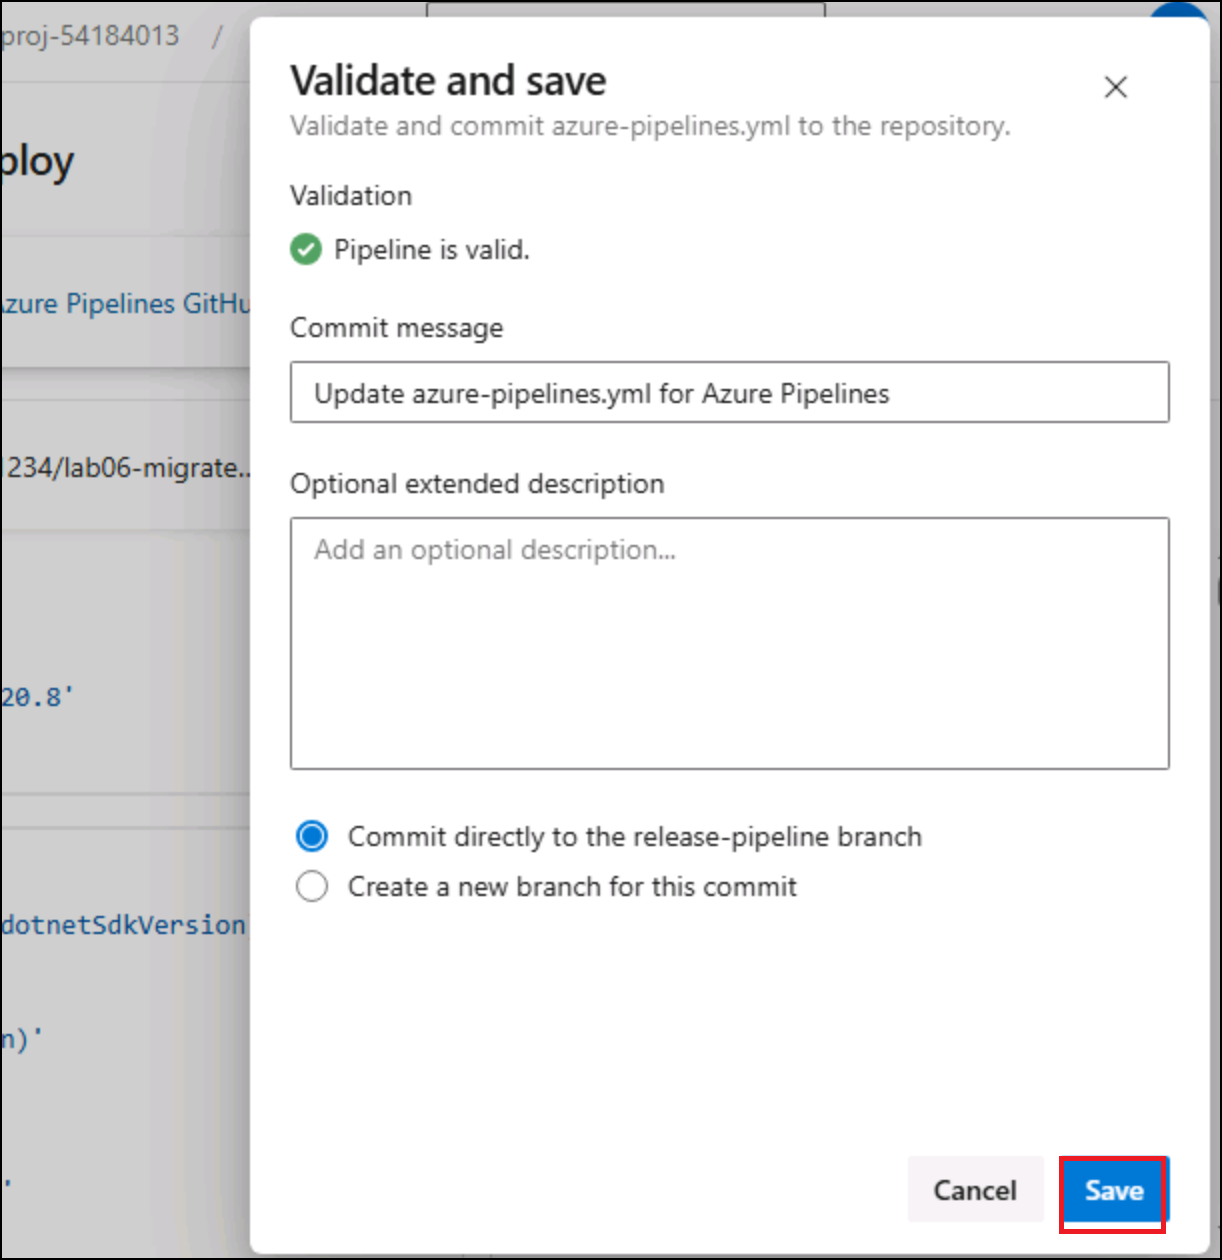 proj-54184013 /
Validate and save
Validate and commit azure-pipelines.yml to the repository.
ploy
Validation
Pipeline is valid.
Azure Pipelines GitHu
Commit message
Update azure-pipelines.yml for Azure Pipelines
1234/lab06-migrate...
Optional extended description
Add an optional description...
20.8'
Commit directly to the release-pipeline branch
Create a new branch for this commit
dotnetSdkVersion
n)'
Cancel
Save